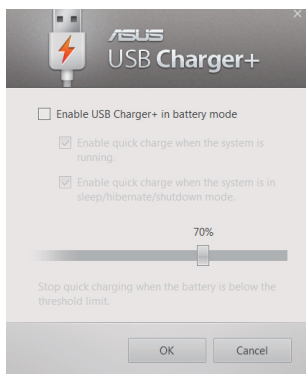 ASUS
USB Charger+
Enable USB Charger+ in battery mode
Enable quick charge when the system is
running.
Enable quick charge when the system is in
sleep/hibernate/shutdown mode.
70%
Stop quick charging when the battery is below the
threshold limit.
OK Cancel